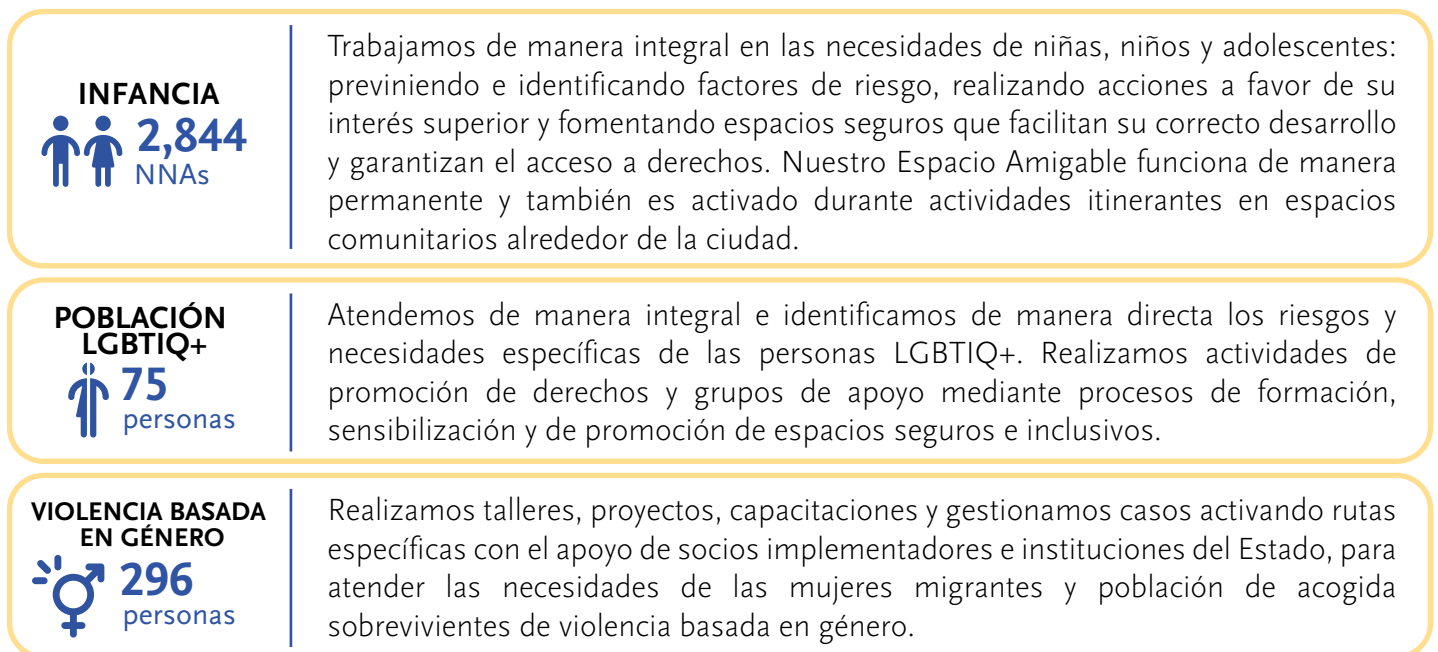 INFANCIA
2,844
NNAs
Trabajamos de manera integral en las necesidades de niñas, niños y adolescentes:
previniendo e identificando factores de riesgo, realizando acciones a favor de su
interés superior y fomentando espacios seguros que facilitan su correcto desarrollo
y garantizan el acceso a derechos. Nuestro Espacio Amigable funciona de manera
permanente y también es activado durante actividades itinerantes en espacios
comunitarios alrededor de la ciudad.
POBLACIÓN
LGBTIQ+
75
personas
Atendemos de manera integral e identificamos de manera directa los riesgos y
necesidades específicas de las personas LGBTIQ+. Realizamos actividades de
promoción de derechos y grupos de apoyo mediante procesos de formación,
sensibilización y de promoción de espacios seguros e inclusivos.
VIOLENCIA BASADA
EN GÉNERO
296
personas
Realizamos talleres, proyectos, capacitaciones y gestionamos casos activando rutas
específicas con el apoyo de socios implementadores e instituciones del Estado, para
atender las necesidades de las mujeres migrantes y población de acogida
sobrevivientes de violencia basada en género.